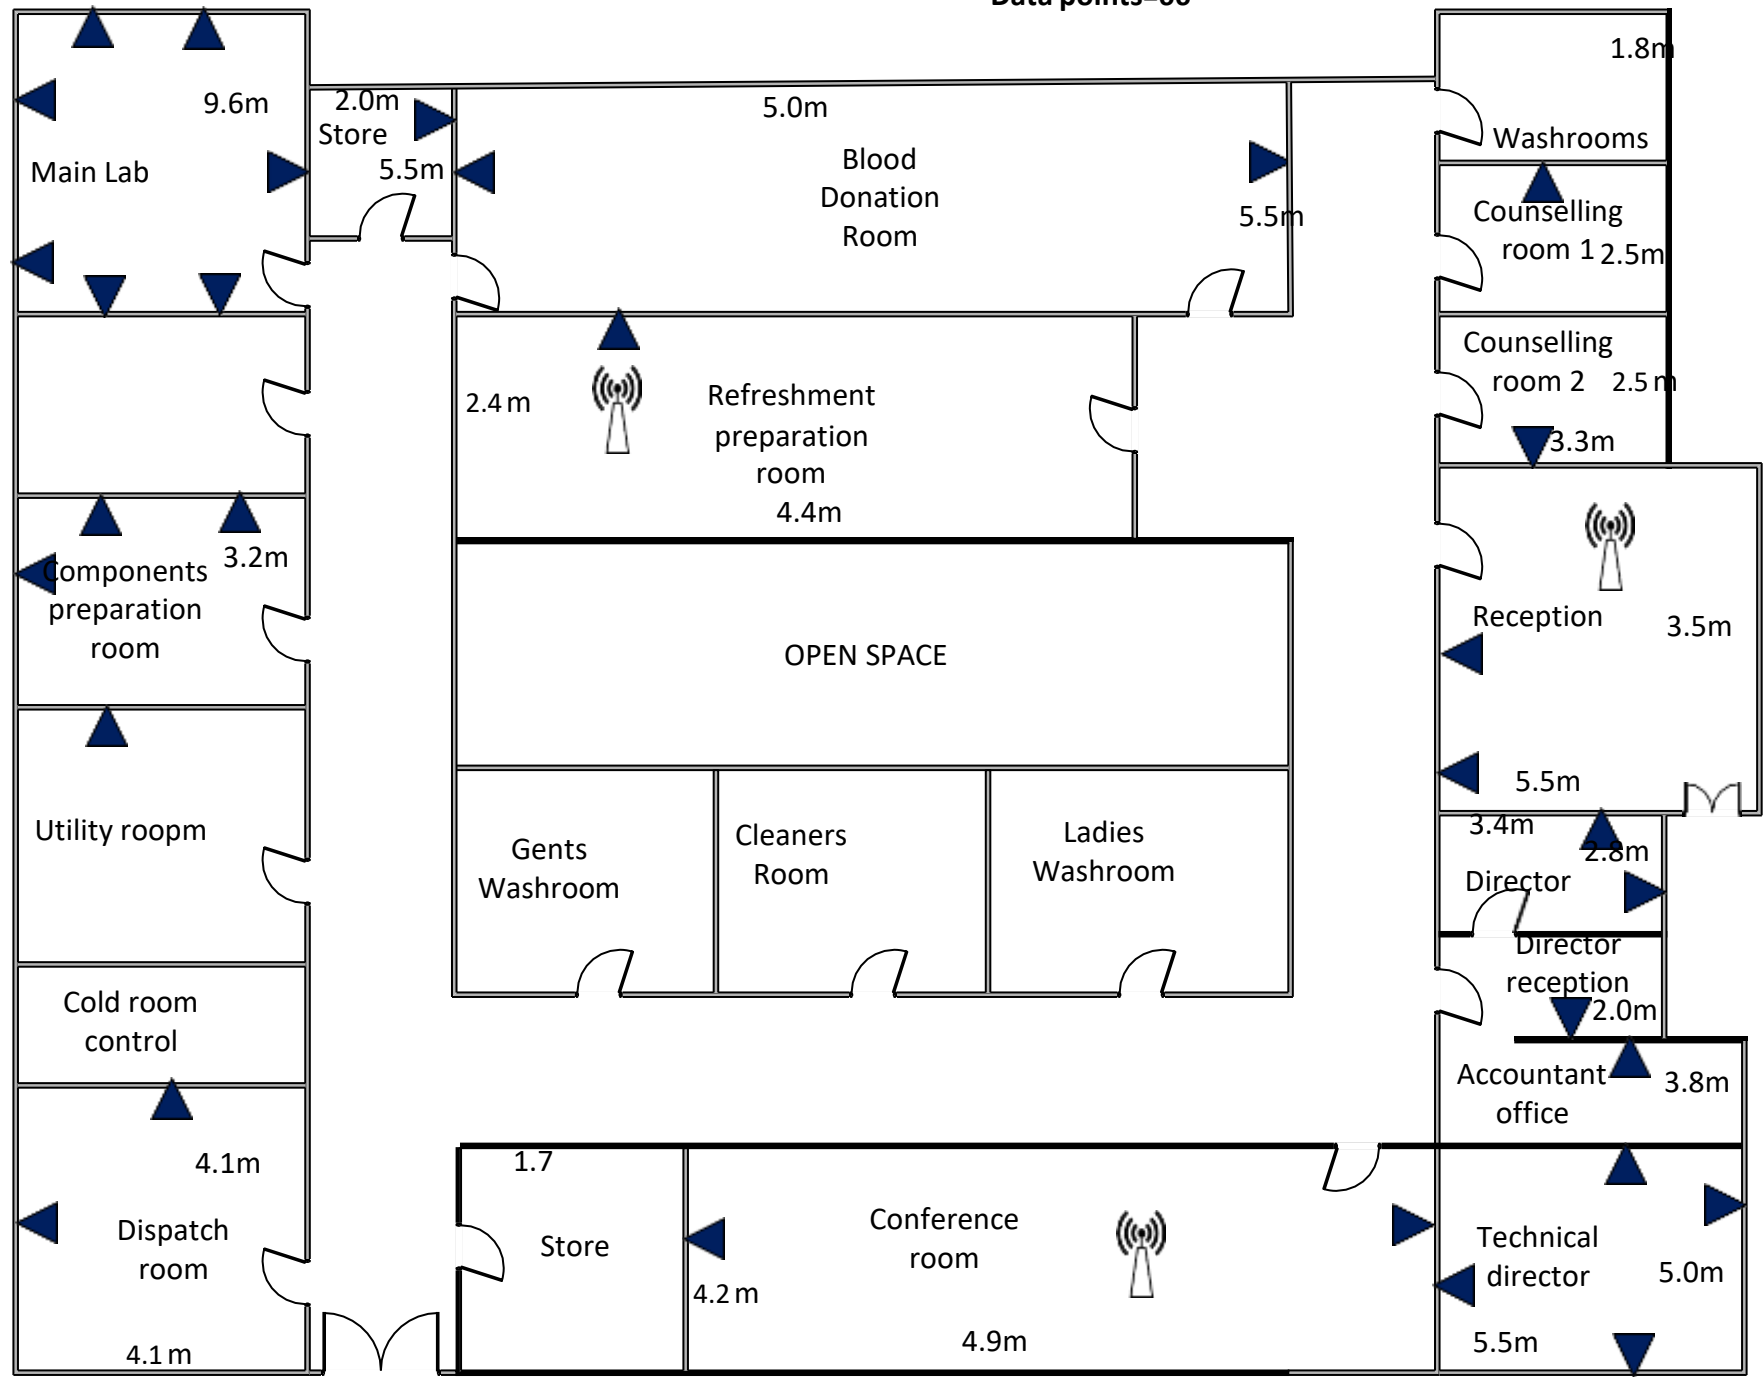 9.6m
Main Lab
2.0m
Store
5.5m
5.0m
Blood
Donation
Room
5.5m
1.8m
Washrooms
Counselling
room 1
2.5m
Counselling
room 2
2.5 m
3.3m
2.4 m
Refreshment
preparation
room
4.4m
Components
preparation
room
3.2m
OPEN SPACE
Reception
3.5m
5.5m
Utility roopm
Gents
Washroom
Cleaners
Room
Ladies
Washroom
3.4m
2.8m
Director
Director
reception
2.0m
Cold room
control
Accountant
office
3.8m
4.1m
Dispatch
room
4.1 m
1.7
Store
Conference
room
4.2 m
4.9m
Technical
director
5.0m
5.5m